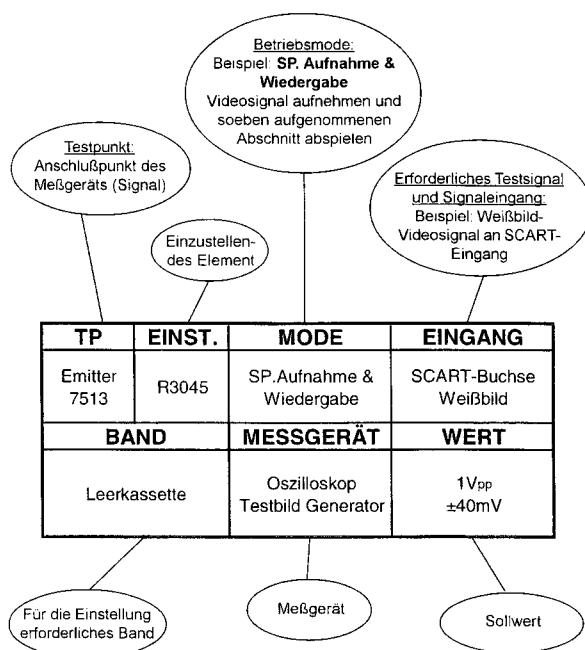 Betriebsmode:
Beispiel: SP. Aufnahme &
Wiedergabe
Videosignal aufnehmen und
soeben aufgenommenen
Abschnitt abspielen
Testpunkt:
Anschlußpunkt des
Meßgeräts (Signal)
Erforderliches Testsignal
und Signaleingang:
Beispiel: Weißbild-
Videosignal an SCART-
Eingang
Einzustellen-
des Element
TP EINST. MODE EINGANG
Emitter
7513
R3045
SP.Aufnahme &
Wiedergabe
SCART-Buchse
Weißbild
BAND MESSGERÄT WERT
Leerkassette
Oszilloskop
Testbild Generator
1Vpp
±40mV
Für die Einstellung
erforderliches Band
Meßgerät
Sollwert